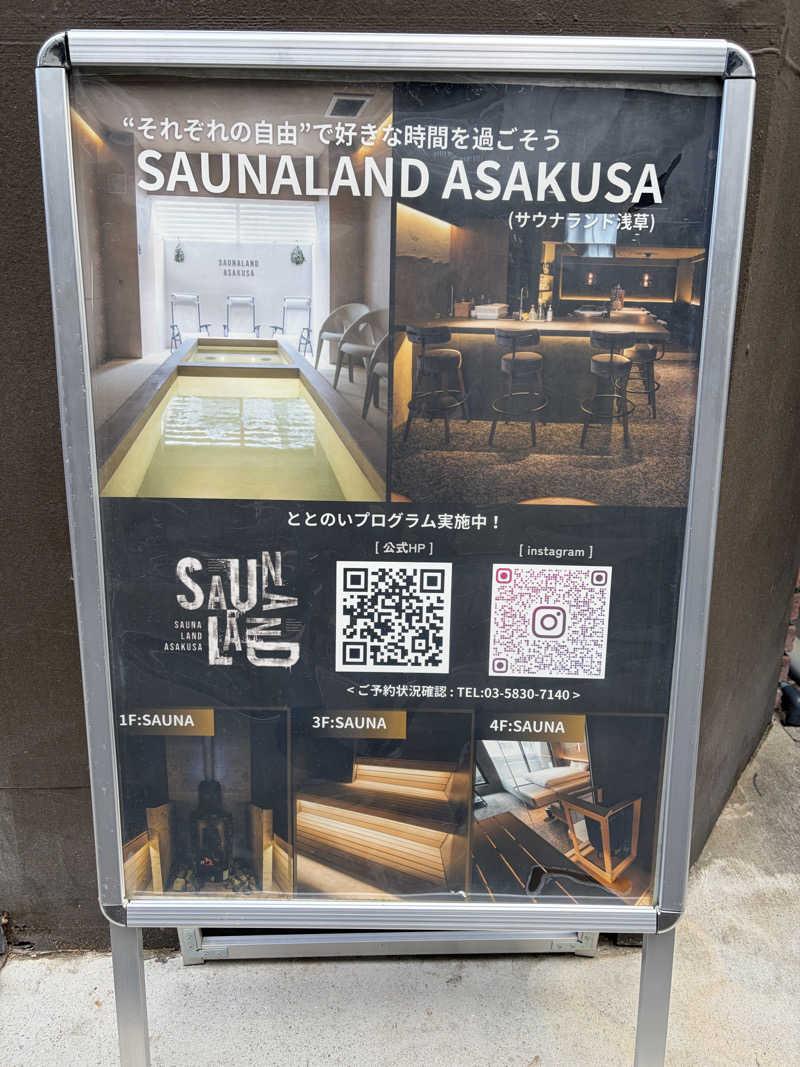 “それぞれの自由”で好きな時間を過ごそう
SAUNALAND ASAKUSA
(サウナランド浅草)
SAUNALAND
ASAKUSA
ととのいプログラム実施中！
[ 公式HP ]
[ instagram ]
SAUNA
LAND
SAUNA
LAND
ASAKUSA
< ご予約状況確認 : TEL:03-5830-7140 >
1F:SAUNA
3F:SAUNA
4F:SAUNA